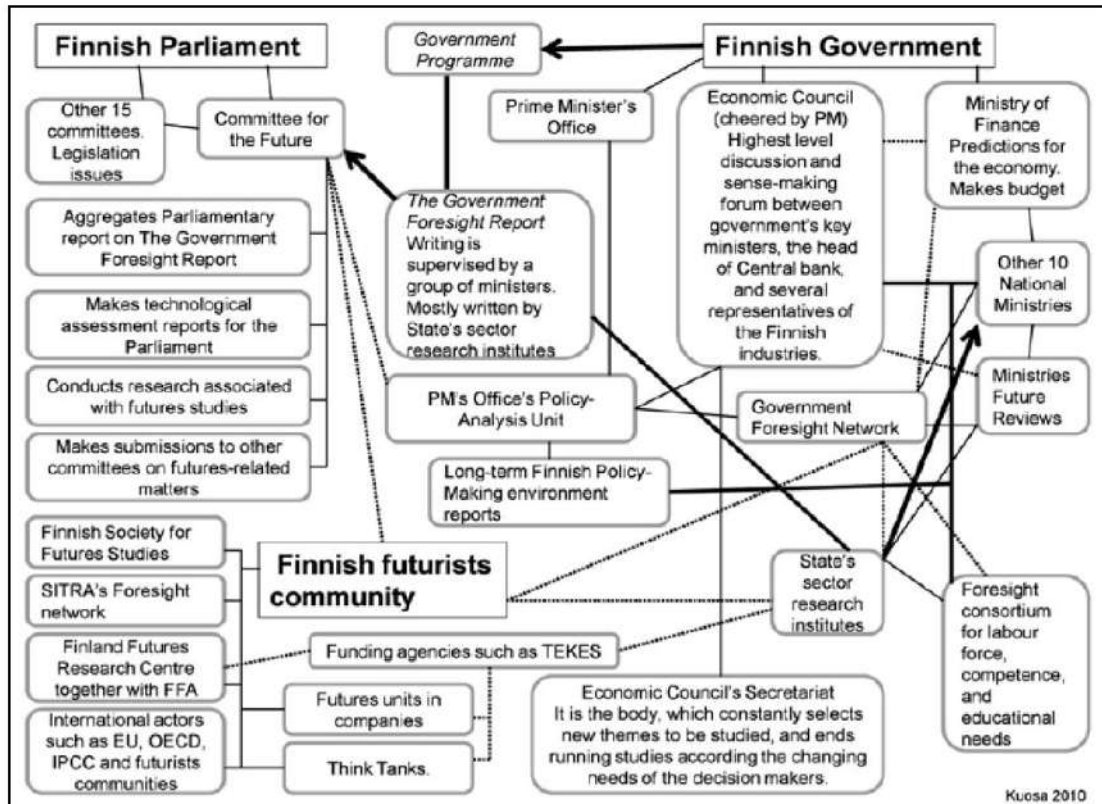 Finnish Parliament
Government
Programme
Finnish Government
Other 15
committees.
Legislation
issues
Committee for
the Future
Prime Minister's
Office
Economic Council
(cheered by PM)
Highest level
discussion and
sense-making
forum between
government's key
ministers, the head
of Central bank,
and several
representatives of
the Finnish
industries.
Ministry of
Finance
Predictions for
the economy.
Makes budget
The Government
Foresight Report
Writing is
supervised by a
group of ministers.
Mostly written by
State's sector
research institutes
Aggregates Parliamentary
report on The Government
Foresight Report
Other 10
National
Ministries
Makes technological
assessment reports for the
Parliament
Conducts research associated
with futures studies
PM's Office's Policy-
Analysis Unit
Government
Foresight Network
Ministries
Future
Reviews
Makes submissions to other
committees on futures-related
matters
Long-term Finnish Policy-
Making environment
reports
Finnish Society for
Futures Studies
Finnish futurists
community
State's
sector
research
institutes
Foresight
consortium
for labour
force,
competence,
and
educational
needs
SITRA's Foresight
network
Finland Futures
Research Centre
together with FFA
Funding agencies such as TEKES
Futures units in
companies
International actors
such as EU, OECD,
IPCC and futurists
communities
Think Tanks.
Economic Council's Secretariat
It is the body, which constantly selects
new themes to be studied, and ends
running studies according the changing
needs of the decision makers.
Kuosa 2010